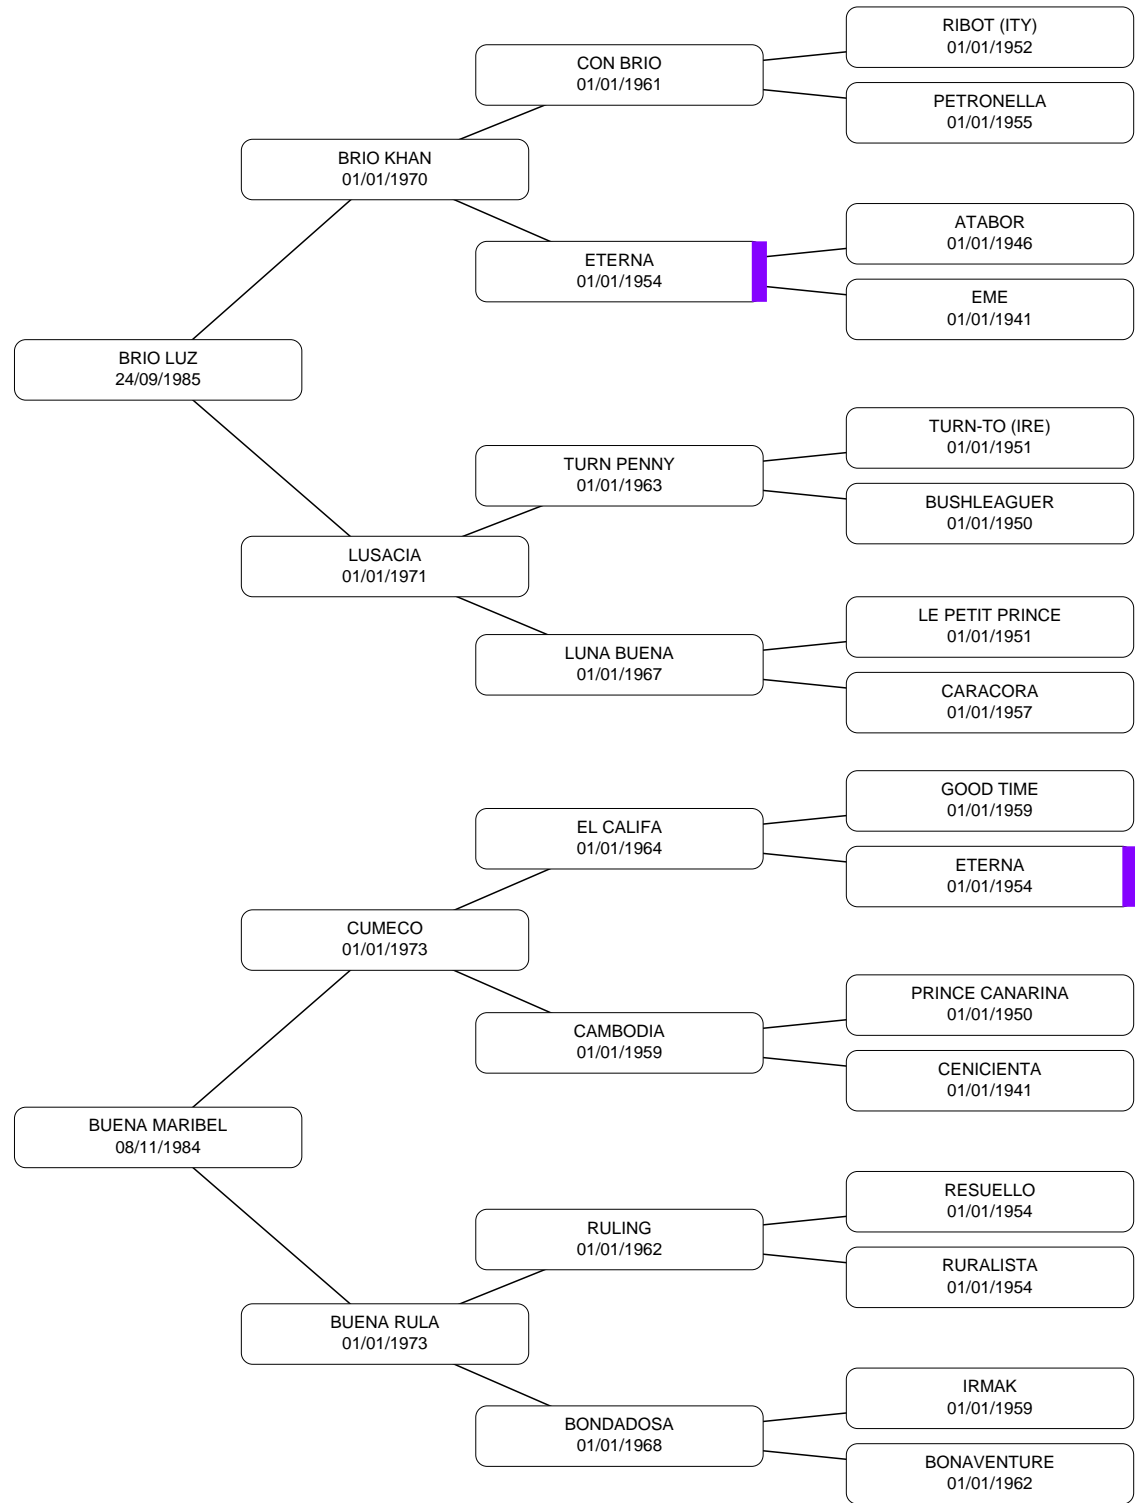 RIBOT (ITY)
01/01/1952
CON BRIO
01/01/1961
PETRONELLA
01/01/1955
BRIO KHAN
01/01/1970
ATABOR
01/01/1946
ETERNA
01/01/1954
EME
01/01/1941
BRIO LUZ
24/09/1985
TURN-TO (IRE)
01/01/1951
TURN PENNY
01/01/1963
BUSHLEAGUER
01/01/1950
LUSACIA
01/01/1971
LE PETIT PRINCE
01/01/1951
LUNA BUENA
01/01/1967
CARACORA
01/01/1957
GOOD TIME
01/01/1959
EL CALIFA
01/01/1964
ETERNA
01/01/1954
CUMECO
01/01/1973
PRINCE CANARINA
01/01/1950
CAMBODIA
01/01/1959
CENICIENTA
01/01/1941
BUENA MARIBEL
08/11/1984
RESUELLO
01/01/1954
RULING
01/01/1962
RURALISTA
01/01/1954
BUENA RULA
01/01/1973
IRMAK
01/01/1959
BONDADOSA
01/01/1968
BONAVENTURE
01/01/1962